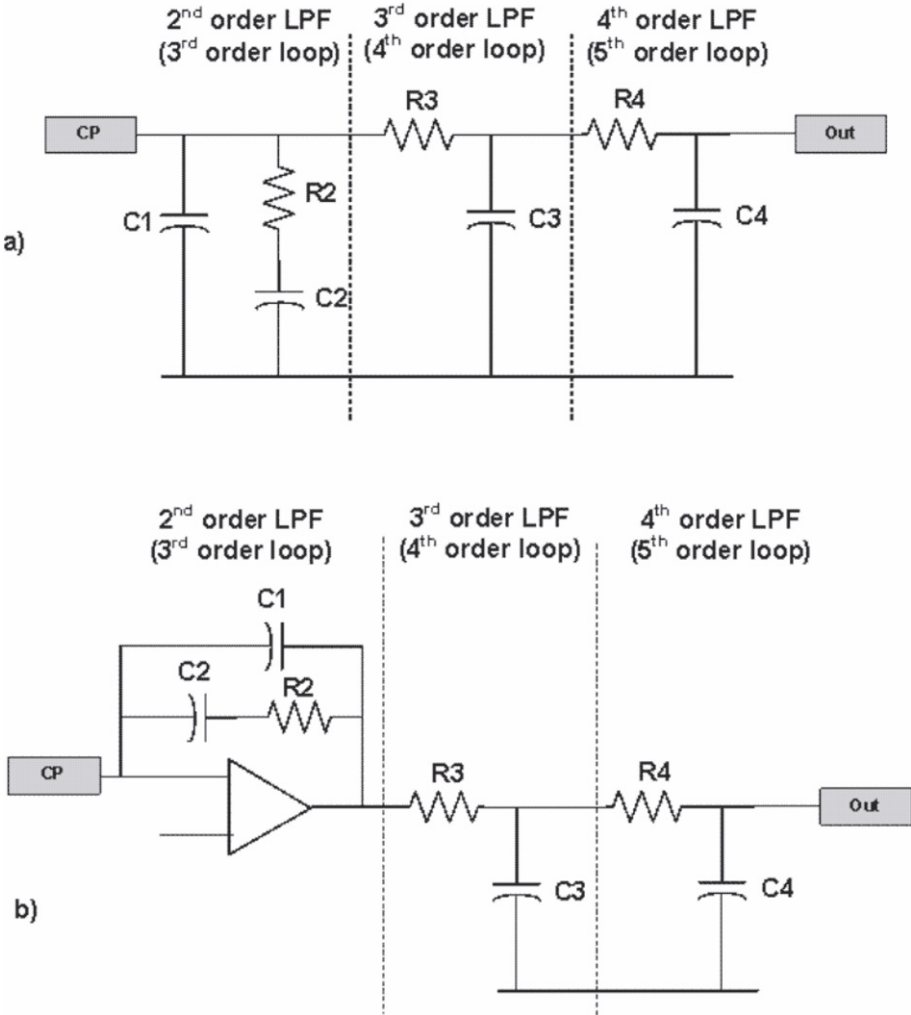 2nd order LPF
(3rd order loop)
3rd order LPF
(4th order loop)
4th order LPF
(5th order loop)
CP
R3
R4
Out
C1
R2
C2
C3
C4
a)
2nd order LPF
(3rd order loop)
3rd order LPF
(4th order loop)
4th order LPF
(5th order loop)
C1
C2
R2
CP
R3
R4
Out
C3
C4
b)